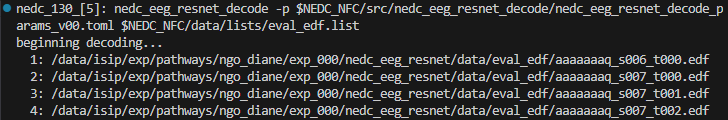 nedc_130_[5]: nedc_eeg_resnet_decode -p $NEDC_NFC/src/nedc_eeg_resnet_decode/nedc_eeg_resnet_decode_p
arams_v00.toml $NEDC_NFC/data/lists/eval_edf.list
beginning decoding...
1: /data/isip/exp/pathways/ngo_diane/exp_000/nedc_eeg_resnet/data/eval_edf/aaaaaaaq_s006_t000.edf
2: /data/isip/exp/pathways/ngo_diane/exp_000/nedc_eeg_resnet/data/eval_edf/aaaaaaaq_s007_t000.edf
3: /data/isip/exp/pathways/ngo_diane/exp_000/nedc_eeg_resnet/data/eval_edf/aaaaaaaq_s007_t001.edf
4: /data/isip/exp/pathways/ngo_diane/exp_000/nedc_eeg_resnet/data/eval_edf/aaaaaaaq_s007_t002.edf